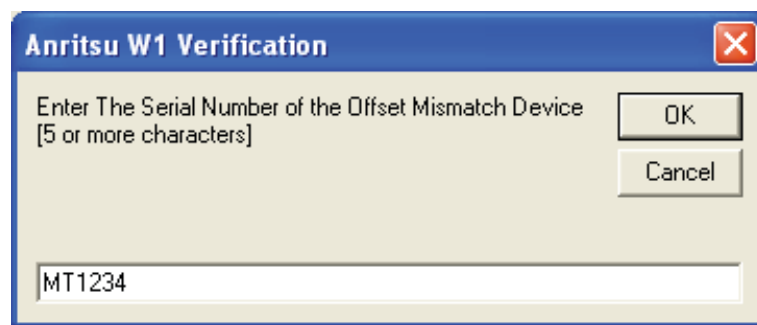 Anritsu W1 Verification
Enter The Serial Number of the Offset Mismatch Device
[5 or more characters]
OK
Cancel
MT1234